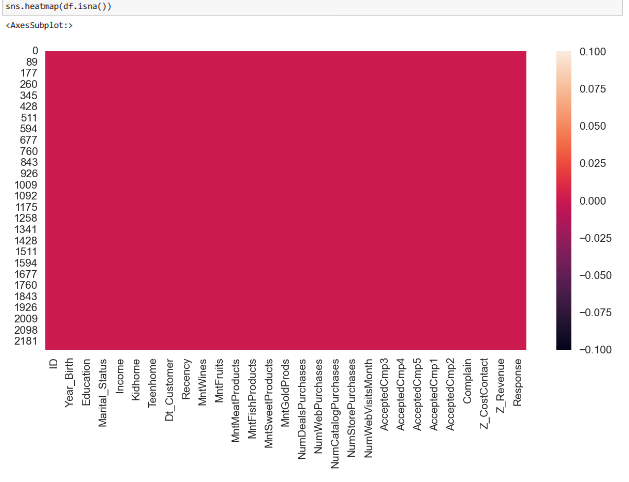 sns.heatmap(df.isna())
<AxesSubplot:>
0
89
177
260
345
428
511
594
677
760
843
926
1009
1092
1175
1258
1341
1428
1511
1594
1677
1760
1843
1926
2009
2098
2181
0.100
0.075
0.050
0.025
0.000
−0.025
−0.050
−0.075
−0.100
ID
Year_Birth
Education
Marital_Status
Income
Kidhome
Teenhome
Dt_Customer
Recency
MntWines
MntFruits
MntMeatProducts
MntFishProducts
MntSweetProducts
MntGoldProds
NumDealsPurchases
NumWebPurchases
NumCatalogPurchases
NumStorePurchases
NumWebVisitsMonth
AcceptedCmp3
AcceptedCmp4
AcceptedCmp5
AcceptedCmp1
AcceptedCmp2
Complain
Z_CostContact
Z_Revenue
Response